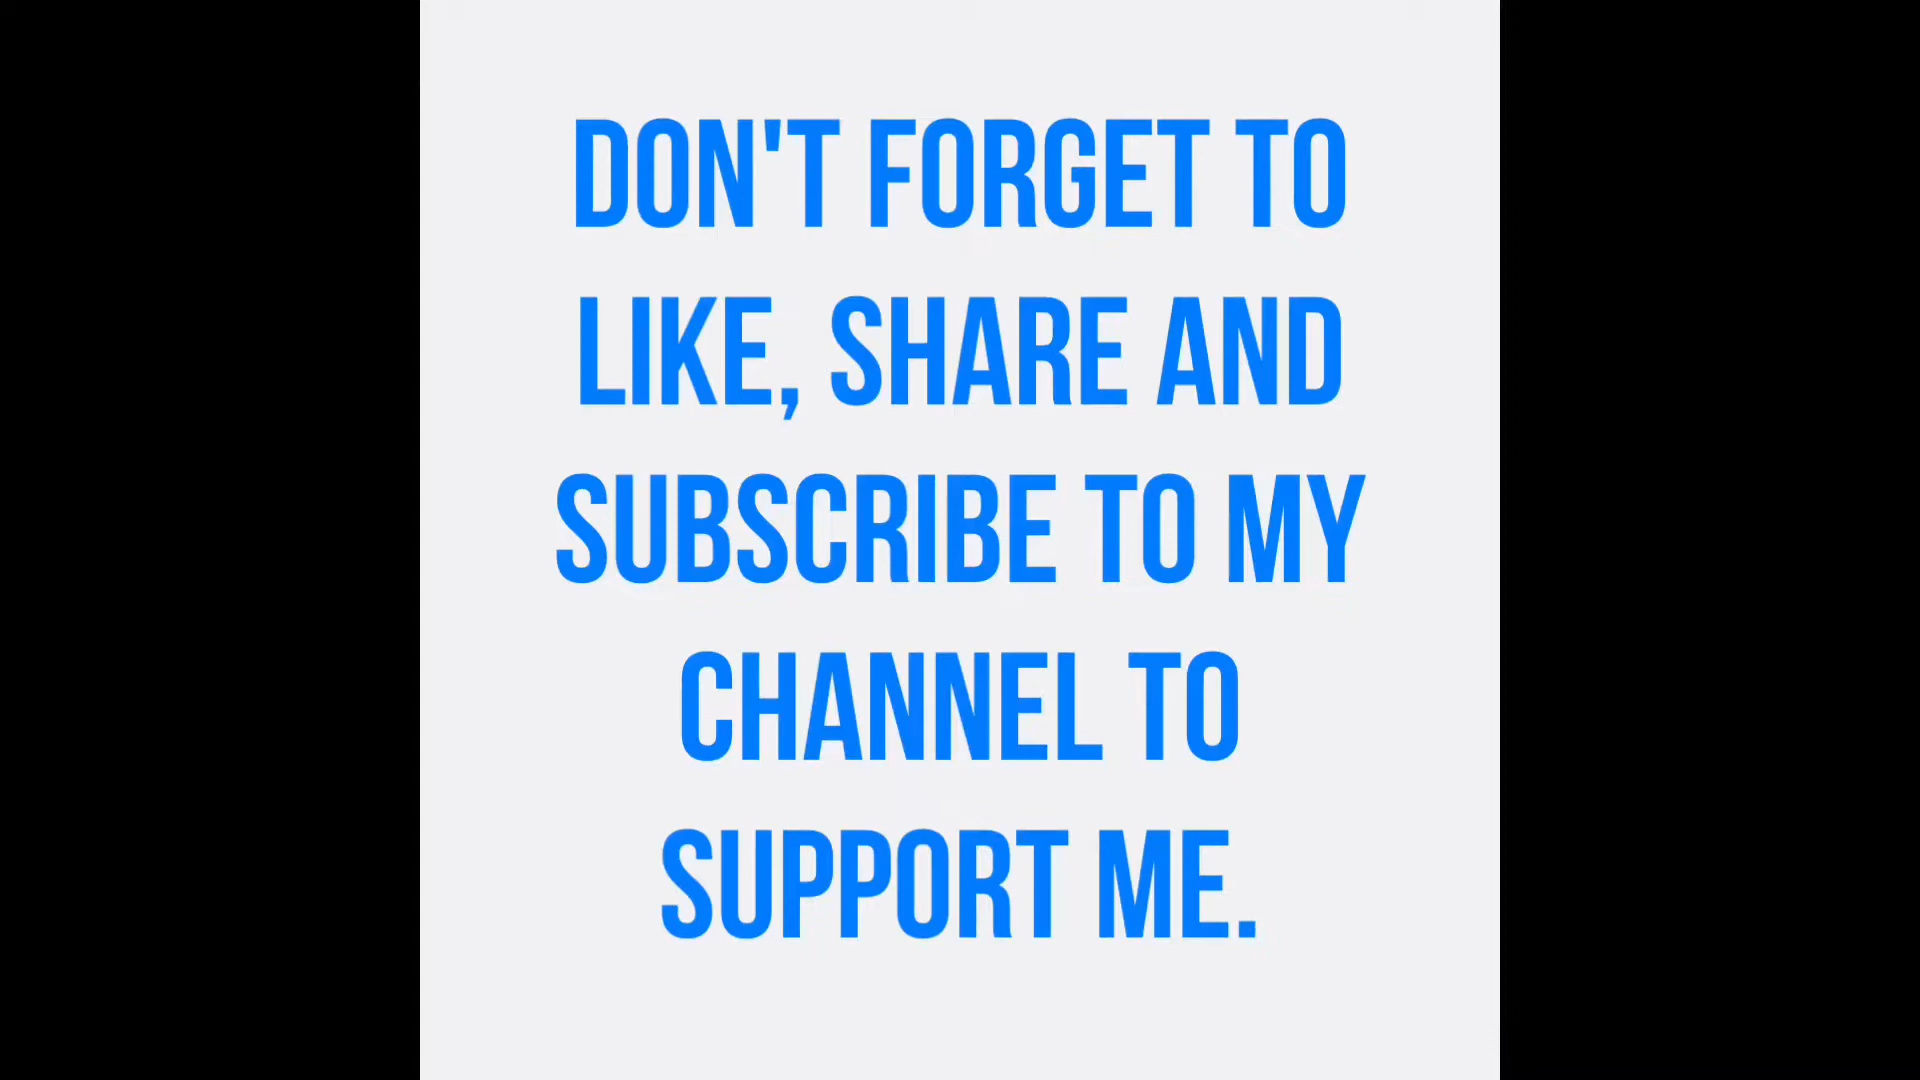 DON'T FORGET TO
LIKE, SHARE AND
SUBSCRIBE TO MY
CHANNEL TO
SUPPORT ME.